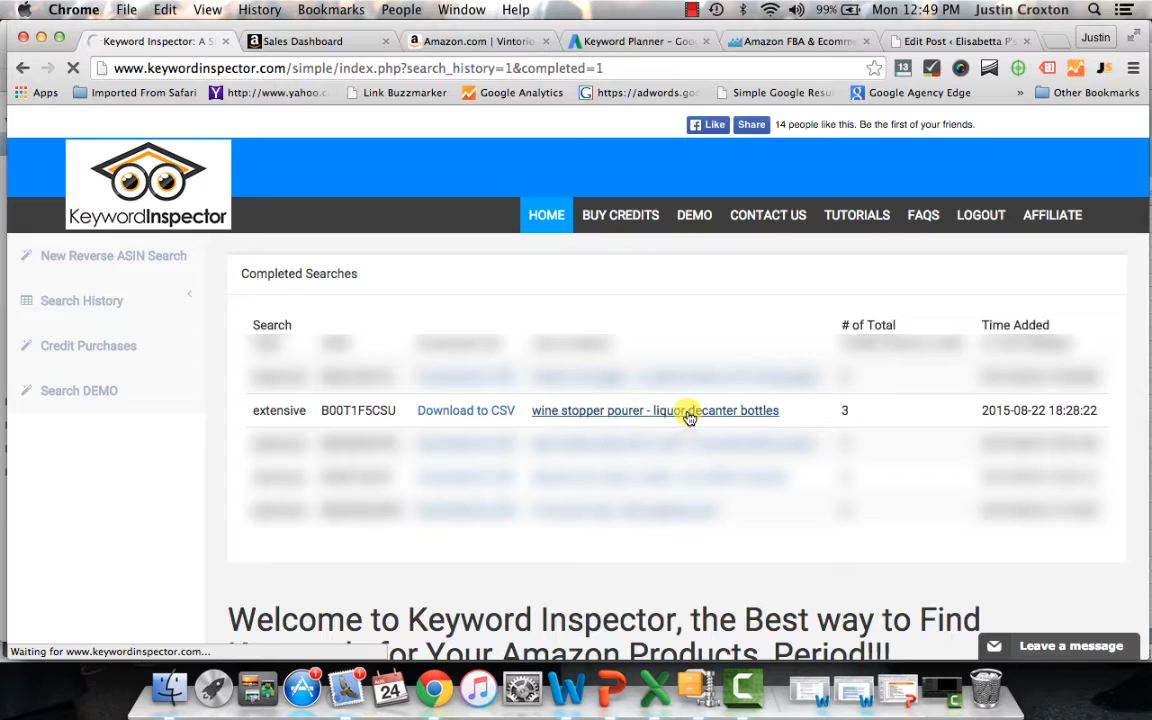 Chrome File Edit View History Bookmarks People Window Help 99% Mon 12:49 PM Justin Croxton
Keyword Inspector: A S Sales Dashboard Amazon.com | Vintorio Keyword Planner – Goo Amazon FBA & Ecomm Edit Post ‹ Elisabetta P's Justin
www.keywordinspector.com/simple/index.php?search_history=1&completed=1 13 JS
Apps Imported From Safari http://www.yahoo.c Link Buzzmarker Google Analytics https://adwords.go Simple Google Resu Google Agency Edge » Other Bookmarks
Like Share 14 people like this. Be the first of your friends.
KeywordInspector
HOME BUY CREDITS DEMO CONTACT US TUTORIALS FAQS LOGOUT AFFILIATE
New Reverse ASIN Search
Search History
Credit Purchases
Search DEMO
Completed Searches
Search # of Total Time Added
extensive B00T1F5CSU Download to CSV wine stopper pourer - liquor decanter bottles 3 2015-08-22 18:28:22
Welcome to Keyword Inspector, the Best way to Find
for Your Amazon Products, Period!!!
Leave a message
Waiting for www.keywordinspector.com...
1 AUG 24 1